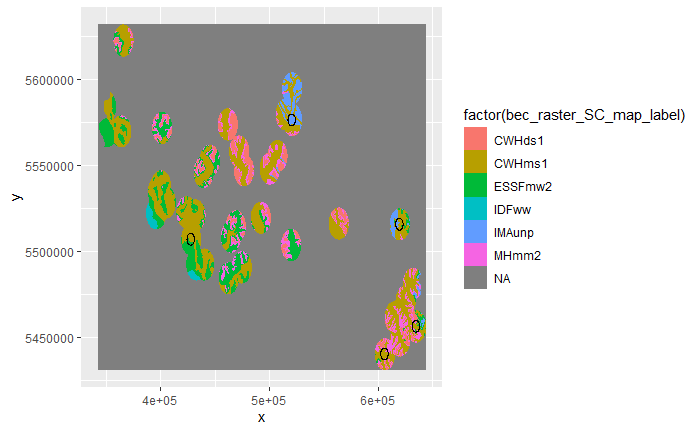 5600000
5550000
5500000
5450000
y
4e+05 5e+05 6e+05
x
factor(bec_raster_SC_map_label)
CWHds1
CWHms1
ESSFmw2
IDFww
IMAunp
MHmm2
NA